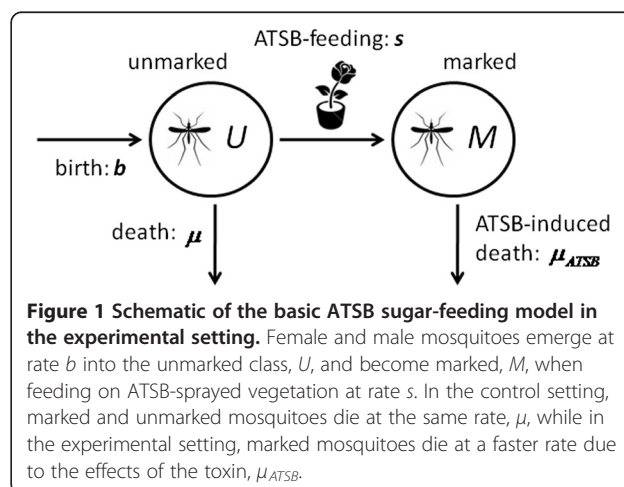 ATSB-feeding: s
unmarked
marked
U
M
birth: b
death: μ
ATSB-induced
death: μATSB
Figure 1 Schematic of the basic ATSB sugar-feeding model in
the experimental setting. Female and male mosquitoes emerge at
rate b into the unmarked class, U, and become marked, M, when
feeding on ATSB-sprayed vegetation at rate s. In the control setting,
marked and unmarked mosquitoes die at the same rate, μ, while in
the experimental setting, marked mosquitoes die at a faster rate due
to the effects of the toxin, μATSB.